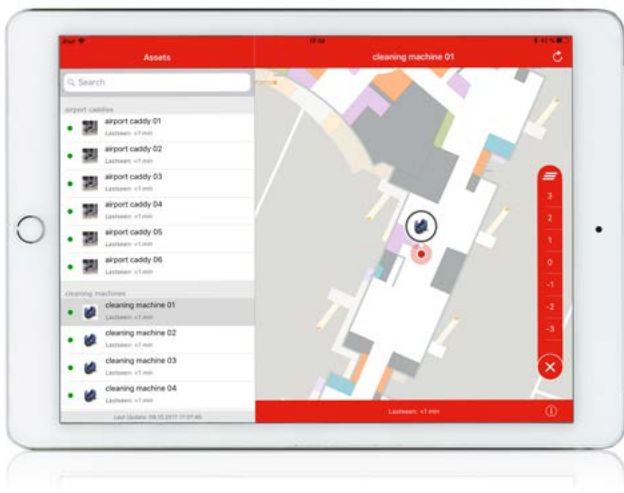 iPad
17:52
42 %
Assets
cleaning machine 01
Search
airport caddies
airport caddy 01
Lastseen: <1 min
airport caddy 02
Lastseen: <1 min
airport caddy 03
Lastseen: <1 min
airport caddy 04
Lastseen: <1 min
airport caddy 05
Lastseen: <1 min
airport caddy 06
Lastseen: <1 min
cleaning machines
cleaning machine 01
Lastseen: <1 min
cleaning machine 02
Lastseen: <1 min
cleaning machine 03
Lastseen: <1 min
cleaning machine 04
Lastseen: <1 min
3
2
1
0
-1
-2
-3
Lastseen: <1 min